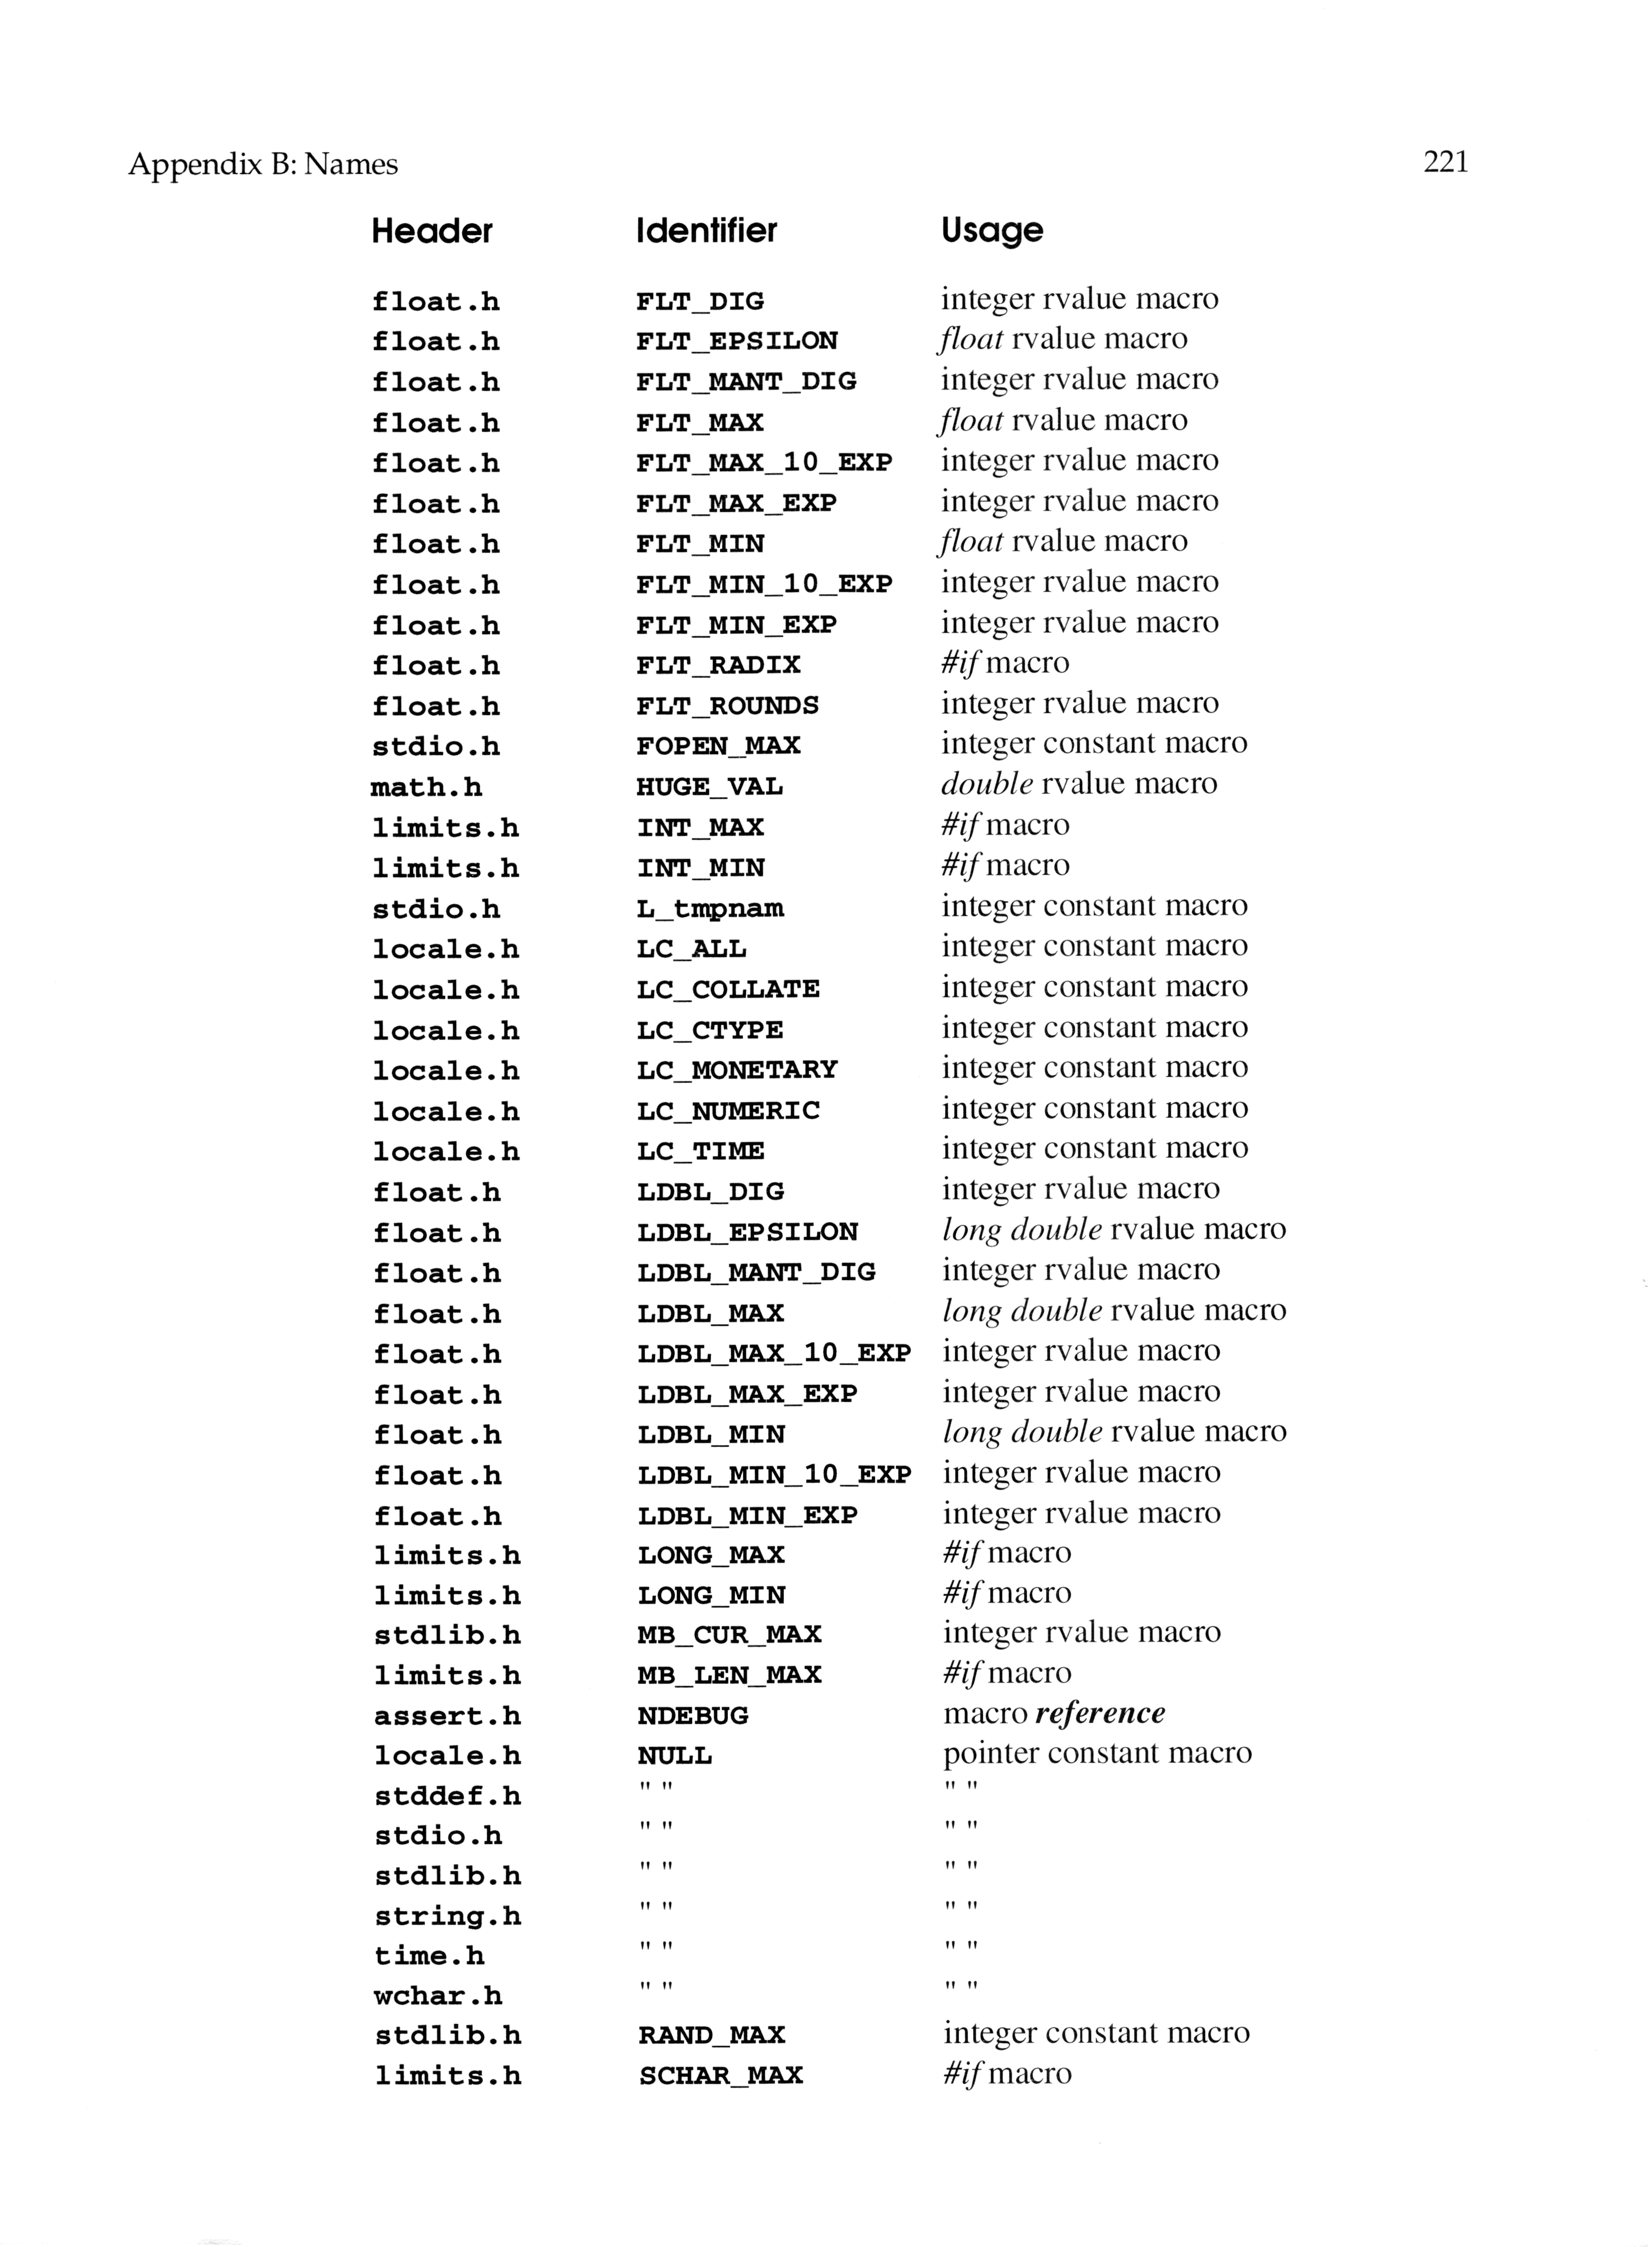 Appendix B: Names 221
Header Identifier Usage
float.h FLT_DIG integer rvalue macro
float.h FLT_EPSILON float rvalue macro
float.h FLT_MANT_DIG integer rvalue macro
float.h FLT_MAX float rvalue macro
float.h FLT_MAX_10_EXP integer rvalue macro
float.h FLT_MAX_EXP integer rvalue macro
float.h FLT_MIN float rvalue macro
float.h FLT_MIN_10_EXP integer rvalue macro
float.h FLT_MIN_EXP integer rvalue macro
float.h FLT_RADIX #if macro
float.h FLT_ROUNDS integer rvalue macro
stdio.h FOPEN_MAX integer constant macro
math.h HUGE_VAL double rvalue macro
limits.h INT_MAX #if macro
limits.h INT_MIN #if macro
stdio.h L_tmpnam integer constant macro
locale.h LC_ALL integer constant macro
locale.h LC_COLLATE integer constant macro
locale.h LC_CTYPE integer constant macro
locale.h LC_MONETARY integer constant macro
locale.h LC_NUMERIC integer constant macro
locale.h LC_TIME integer constant macro
float.h LDBL_DIG integer rvalue macro
float.h LDBL_EPSILON long double rvalue macro
float.h LDBL_MANT_DIG integer rvalue macro
float.h LDBL_MAX long double rvalue macro
float.h LDBL_MAX_10_EXP integer rvalue macro
float.h LDBL_MAX_EXP integer rvalue macro
float.h LDBL_MIN long double rvalue macro
float.h LDBL_MIN_10_EXP integer rvalue macro
float.h LDBL_MIN_EXP integer rvalue macro
limits.h LONG_MAX #if macro
limits.h LONG_MIN #if macro
stdlib.h MB_CUR_MAX integer rvalue macro
limits.h MB_LEN_MAX #if macro
assert.h NDEBUG macro reference
locale.h NULL pointer constant macro
stddef.h " " " "
stdio.h " " " "
stdlib.h " " " "
string.h " " " "
time.h " " " "
wchar.h " " " "
stdlib.h RAND_MAX integer constant macro
limits.h SCHAR_MAX #if macro